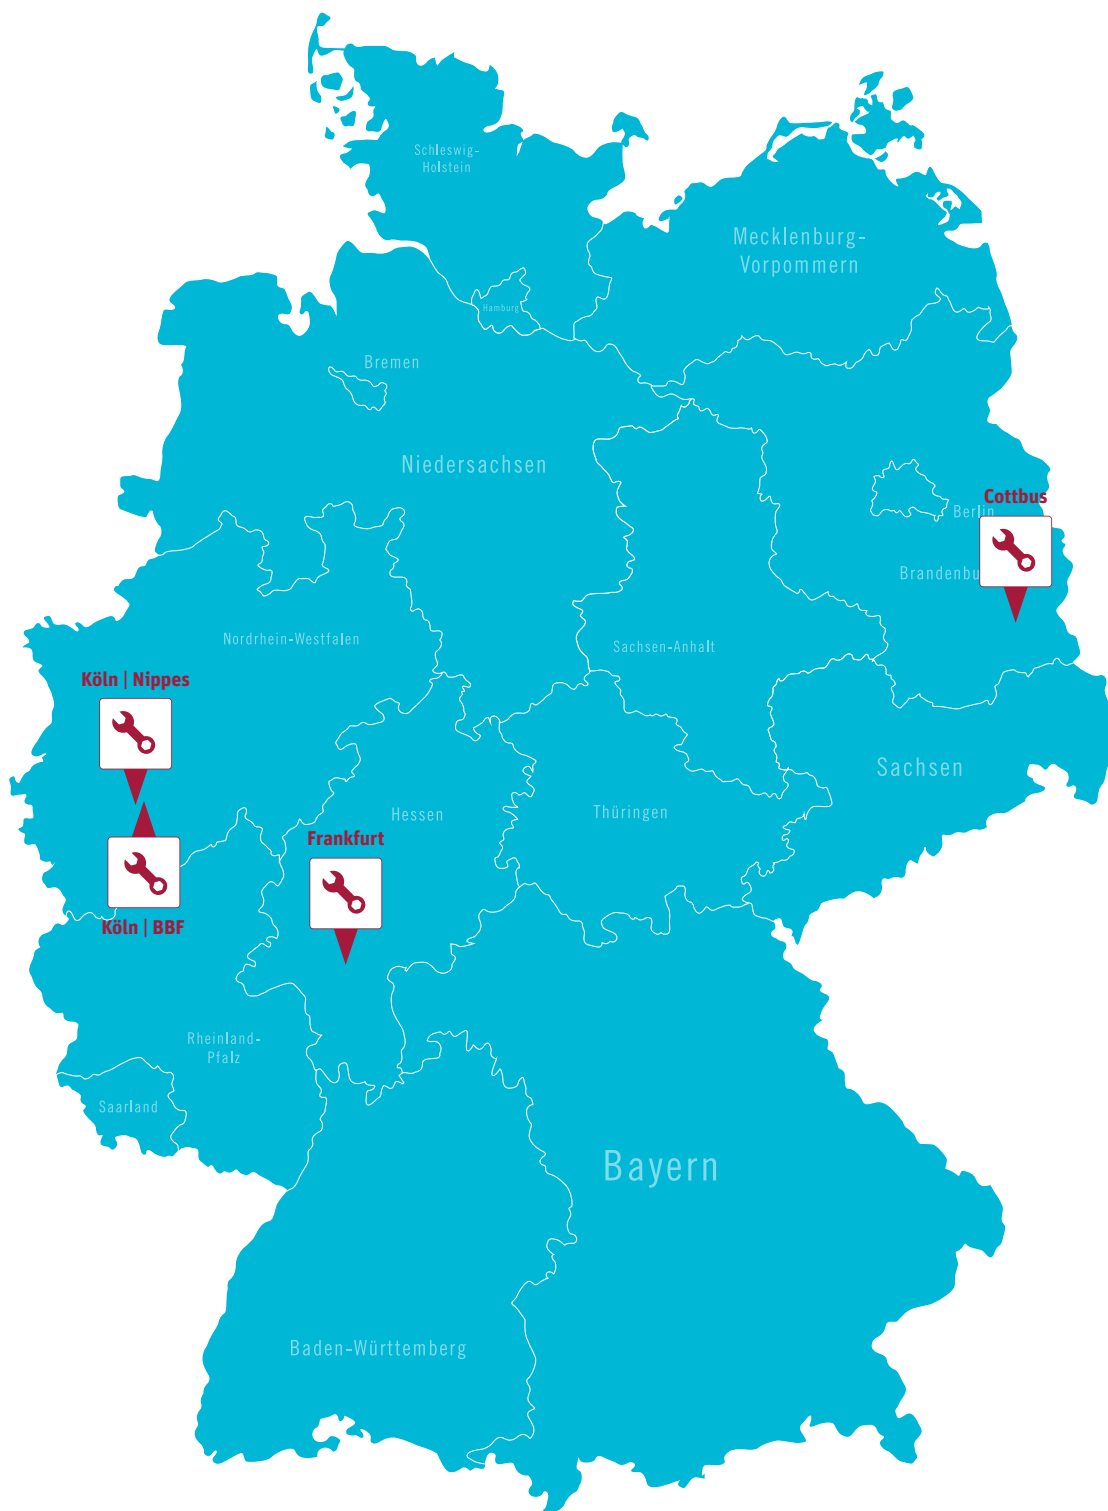 Schleswig-
Holstein
Mecklenburg-
Vorpommern
Hamburg
Bremen
Niedersachsen
Cottbus
Berlin
Brandenbu
Nordrhein-Westfalen
Sachsen-Anhalt
Köln | Nippes
Sachsen
Hessen
Thüringen
Frankfurt
Köln | BBF
Rheinland-
Pfalz
Saarland
Bayern
Baden-Württemberg